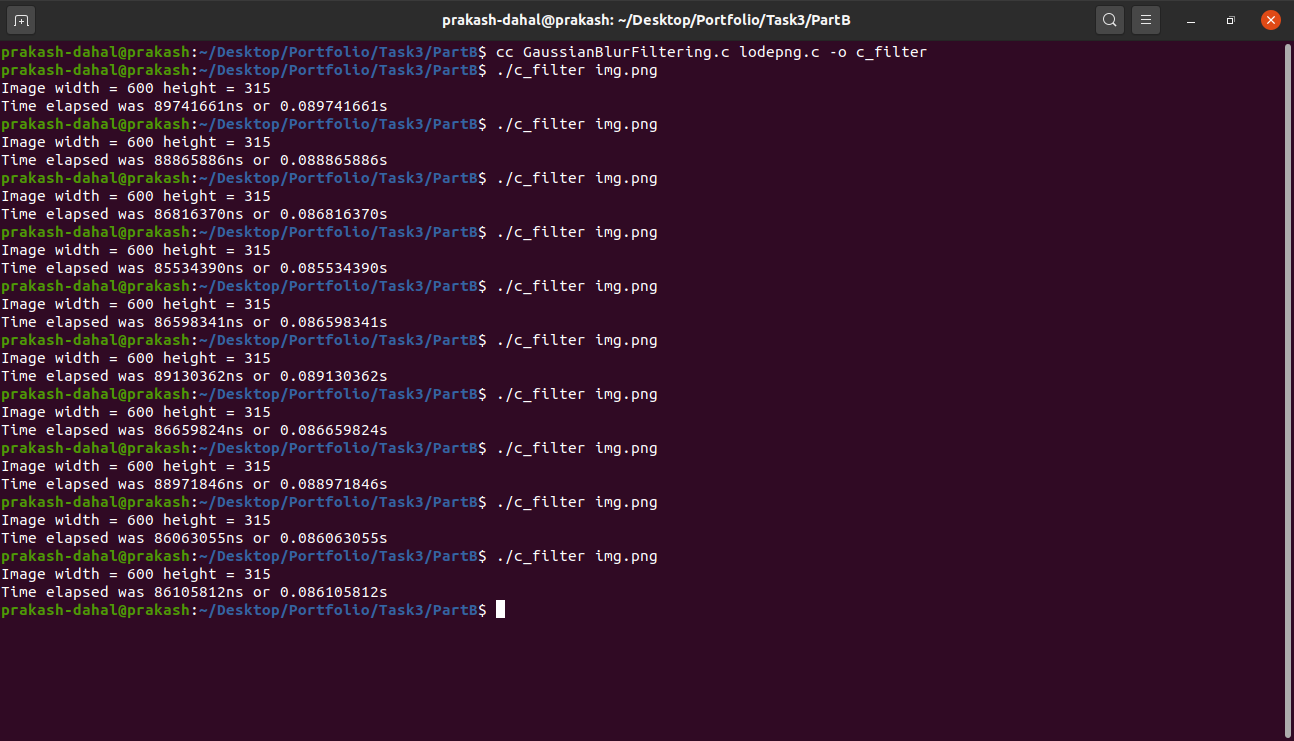 prakash-dahal@prakash: ~/Desktop/Portfolio/Task3/PartB
prakash-dahal@prakash:~/Desktop/Portfolio/Task3/PartB$ cc GaussianBlurFiltering.c lodepng.c -o c_filter
prakash-dahal@prakash:~/Desktop/Portfolio/Task3/PartB$ ./c_filter img.png
Image width = 600 height = 315
Time elapsed was 89741661ns or 0.089741661s
prakash-dahal@prakash:~/Desktop/Portfolio/Task3/PartB$ ./c_filter img.png
Image width = 600 height = 315
Time elapsed was 88865886ns or 0.088865886s
prakash-dahal@prakash:~/Desktop/Portfolio/Task3/PartB$ ./c_filter img.png
Image width = 600 height = 315
Time elapsed was 86816370ns or 0.086816370s
prakash-dahal@prakash:~/Desktop/Portfolio/Task3/PartB$ ./c_filter img.png
Image width = 600 height = 315
Time elapsed was 85534390ns or 0.085534390s
prakash-dahal@prakash:~/Desktop/Portfolio/Task3/PartB$ ./c_filter img.png
Image width = 600 height = 315
Time elapsed was 86598341ns or 0.086598341s
prakash-dahal@prakash:~/Desktop/Portfolio/Task3/PartB$ ./c_filter img.png
Image width = 600 height = 315
Time elapsed was 89130362ns or 0.089130362s
prakash-dahal@prakash:~/Desktop/Portfolio/Task3/PartB$ ./c_filter img.png
Image width = 600 height = 315
Time elapsed was 86659824ns or 0.086659824s
prakash-dahal@prakash:~/Desktop/Portfolio/Task3/PartB$ ./c_filter img.png
Image width = 600 height = 315
Time elapsed was 88971846ns or 0.088971846s
prakash-dahal@prakash:~/Desktop/Portfolio/Task3/PartB$ ./c_filter img.png
Image width = 600 height = 315
Time elapsed was 86063055ns or 0.086063055s
prakash-dahal@prakash:~/Desktop/Portfolio/Task3/PartB$ ./c_filter img.png
Image width = 600 height = 315
Time elapsed was 86105812ns or 0.086105812s
prakash-dahal@prakash:~/Desktop/Portfolio/Task3/PartB$